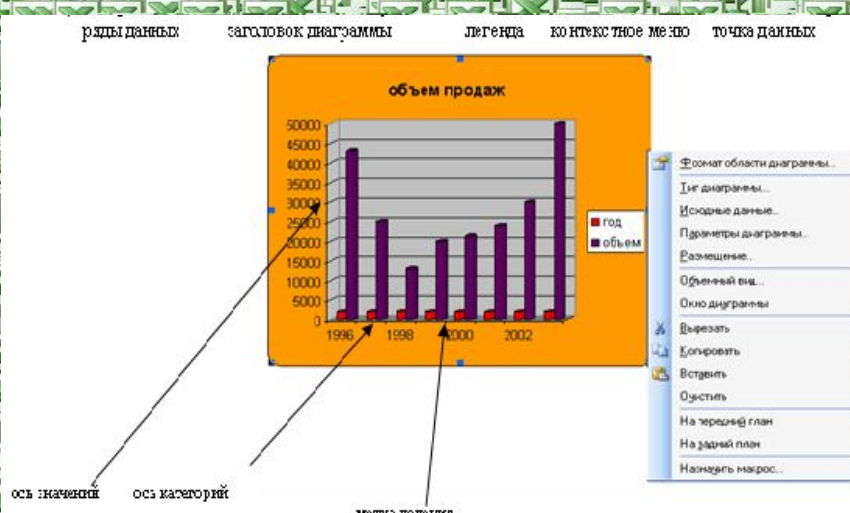 ряды данных заголовок диаграммы легенда контекстное меню точка данных
объем продаж
50000
45000
40000
35000
30000
25000
20000
15000
10000
5000
0
1996 1998 2000 2002
год
объем
Формат области диаграммы...
Тип диаграммы...
Исходные данные...
Параметры диаграммы...
Размещение...
Объемный вид...
Окно диаграммы
Вырезать
Копировать
Вставить
Очистить
На передний план
На задний план
Назначить макрос...
ось значений ось категорий